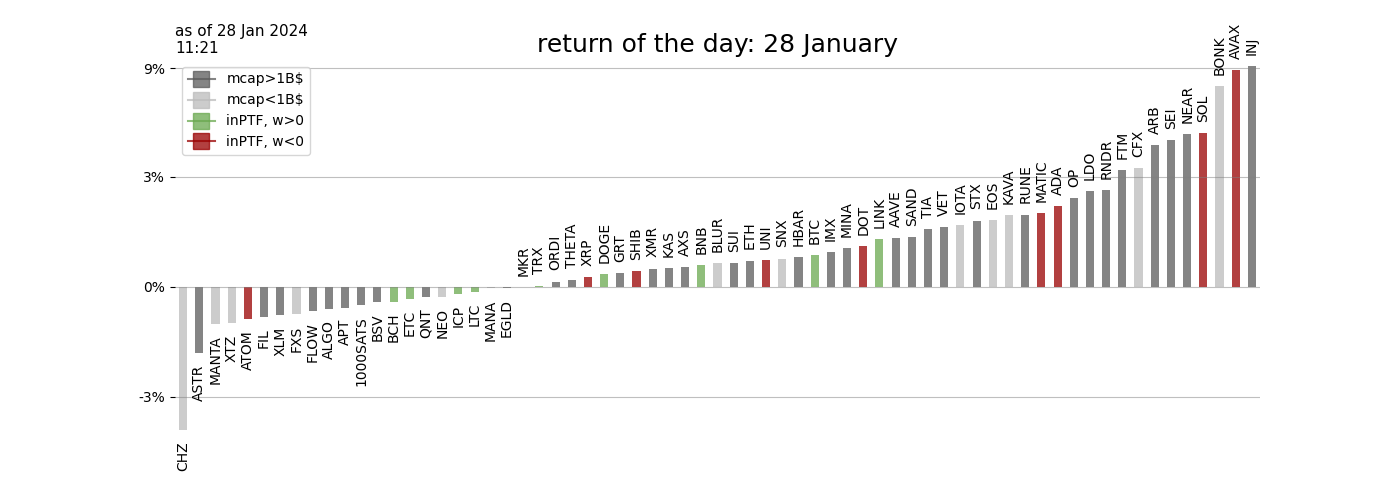 as of 28 Jan 2024
11:21
return of the day: 28 January
mcap>1B$
mcap<1B$
inPTF, w>0
inPTF, w<0
9%
3%
0%
-3%
CHZ
ASTR
MANTA
XTZ
ATOM
FIL
XLM
FXS
FLOW
ALGO
APT
1000SATS
BSV
BCH
ETC
QNT
NEO
ICP
LTC
MANA
EGLD
MKR
TRX
ORDI
THETA
XRP
DOGE
GRT
SHIB
XMR
KAS
AXS
BNB
BLUR
SUI
ETH
UNI
SNX
HBAR
BTC
IMX
MINA
DOT
LINK
AAVE
SAND
TIA
VET
IOTA
STX
EOS
KAVA
RUNE
MATIC
ADA
OP
LDO
RNDR
FTM
CFX
ARB
SEI
NEAR
SOL
BONK
AVAX
INJ